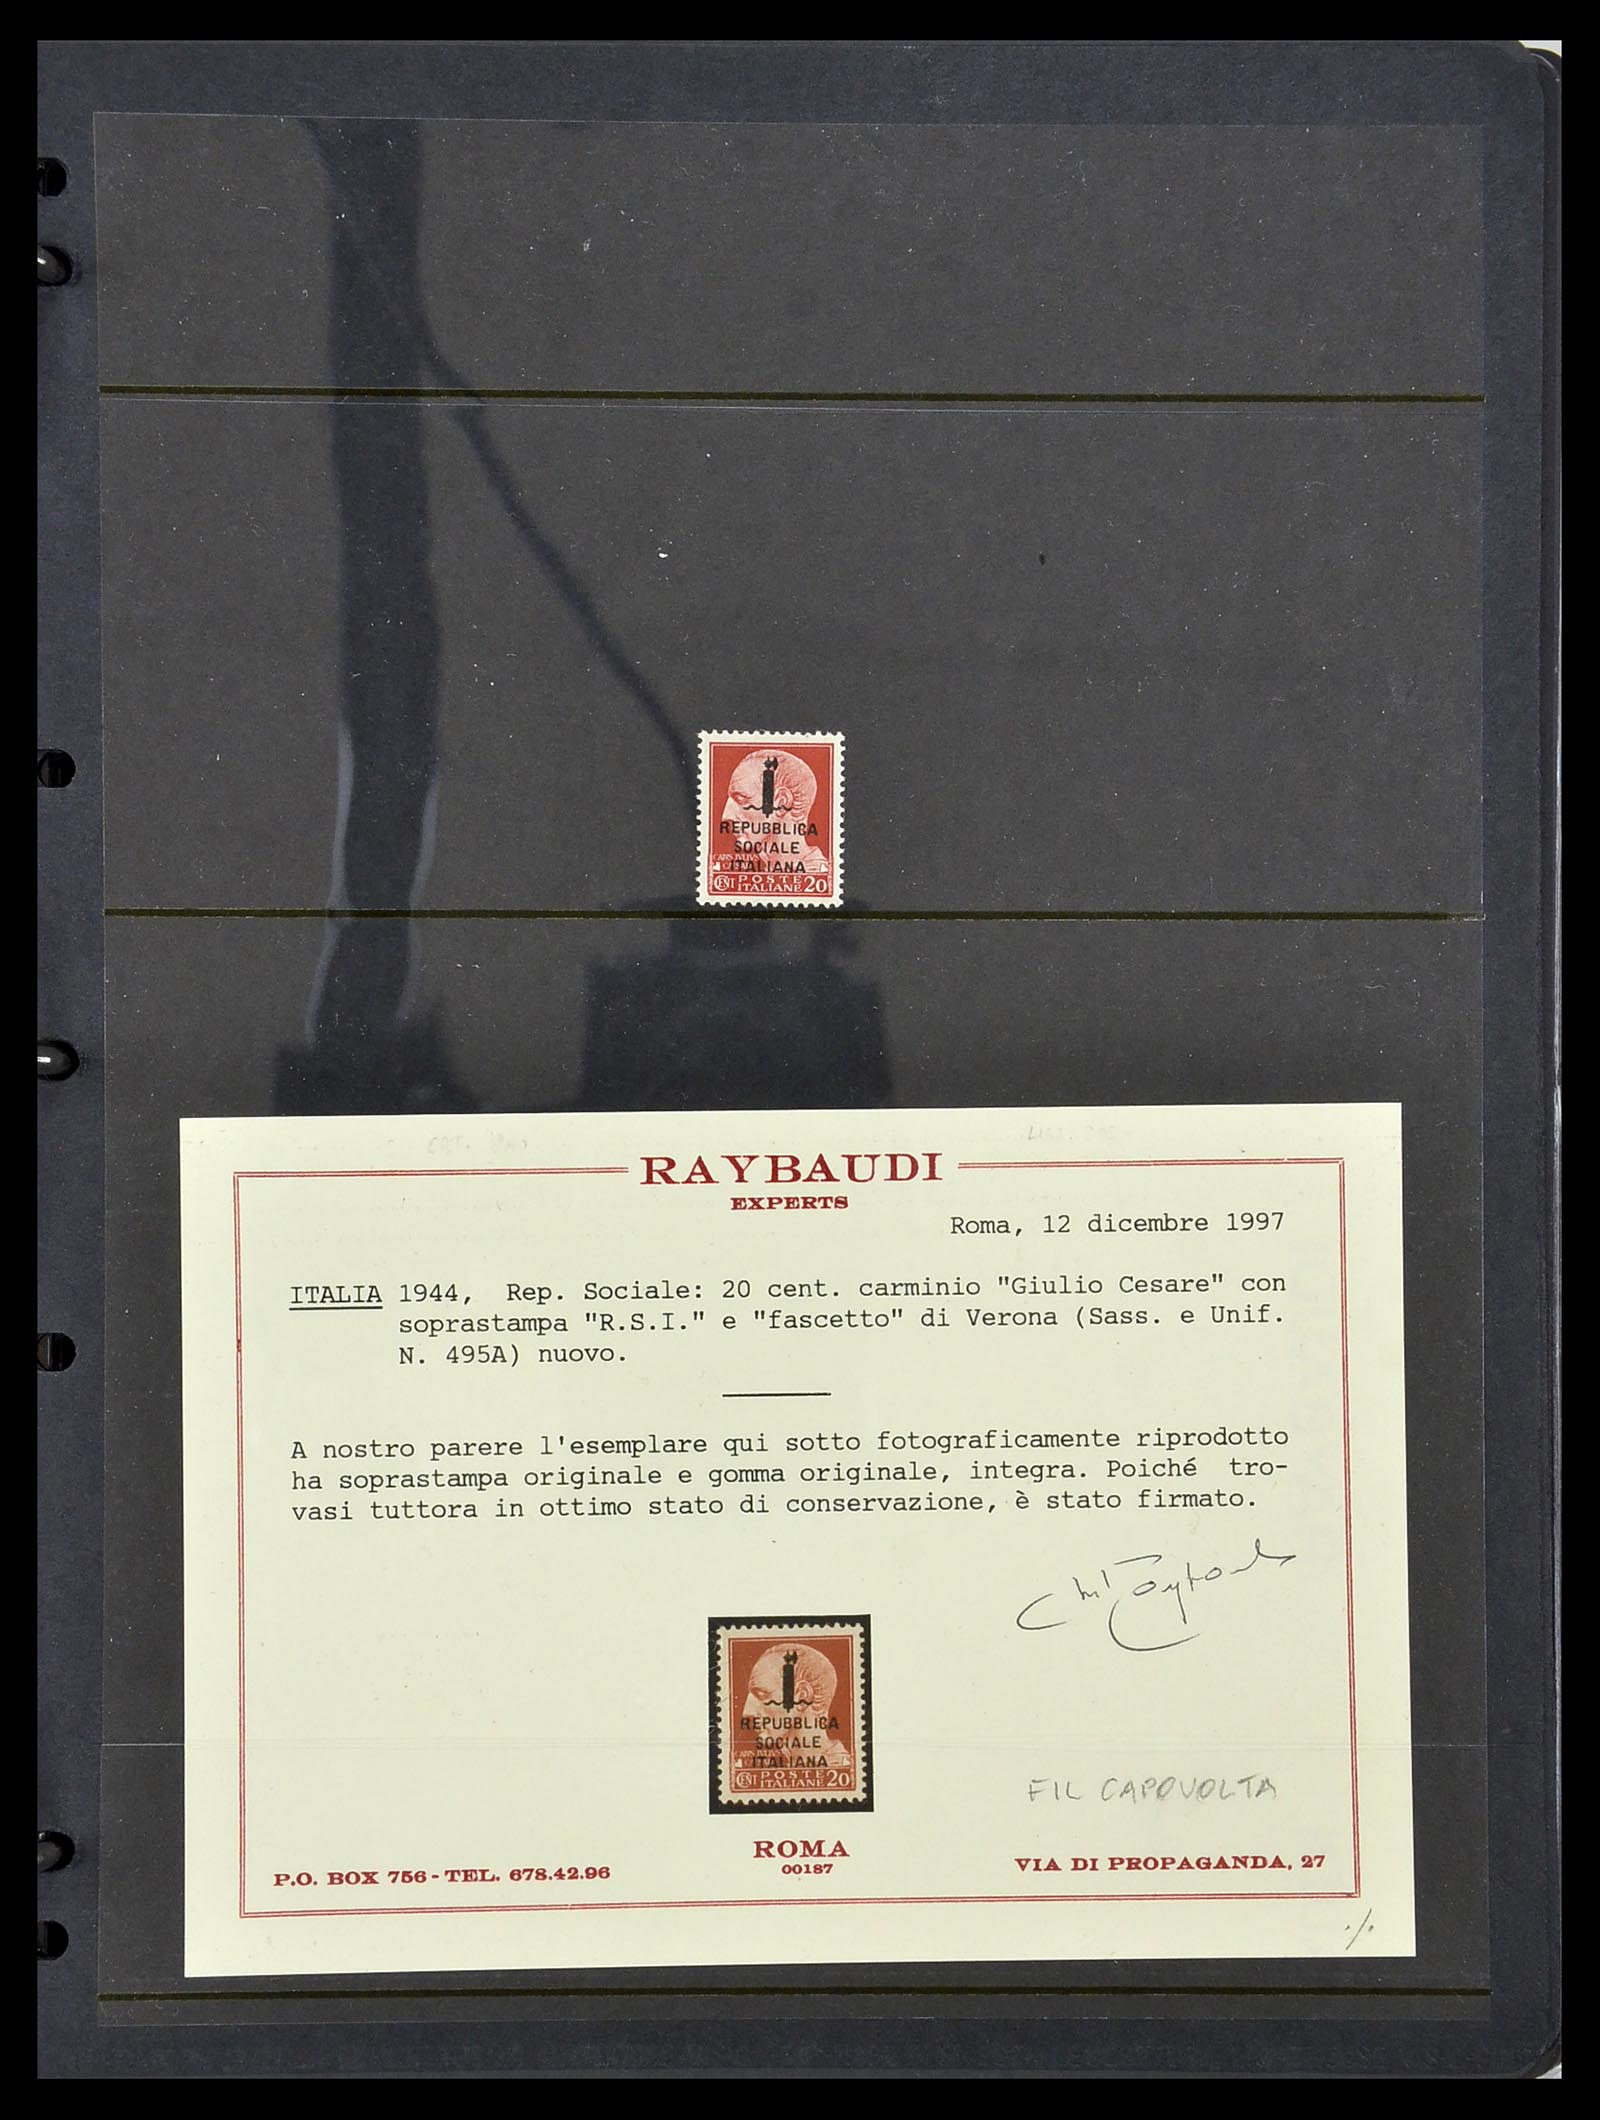 REPUBBLICA
SOCIALE
ITALIANA
CENT POSTE ITALIANE 20
RAYBAUDI
EXPERTS
Roma, 12 dicembre 1997
ITALIA 1944, Rep. Sociale: 20 cent. carminio "Giulio Cesare" con
soprastampa "R.S.I." e "fascetto" di Verona (Sass. e Unif.
N. 495A) nuovo.
A nostro parere l'esemplare qui sotto fotograficamente riprodotto
ha soprastampa originale e gomma originale, integra. Poiché tro-
vasi tuttora in ottimo stato di conservazione, è stato firmato.
REPUBBLICA
SOCIALE
ITALIANA
CENT POSTE ITALIANE 20
FIL CAPOVOLTA
ROMA
00187
P.O. BOX 756 - TEL. 678.42.96
VIA DI PROPAGANDA, 27
./.